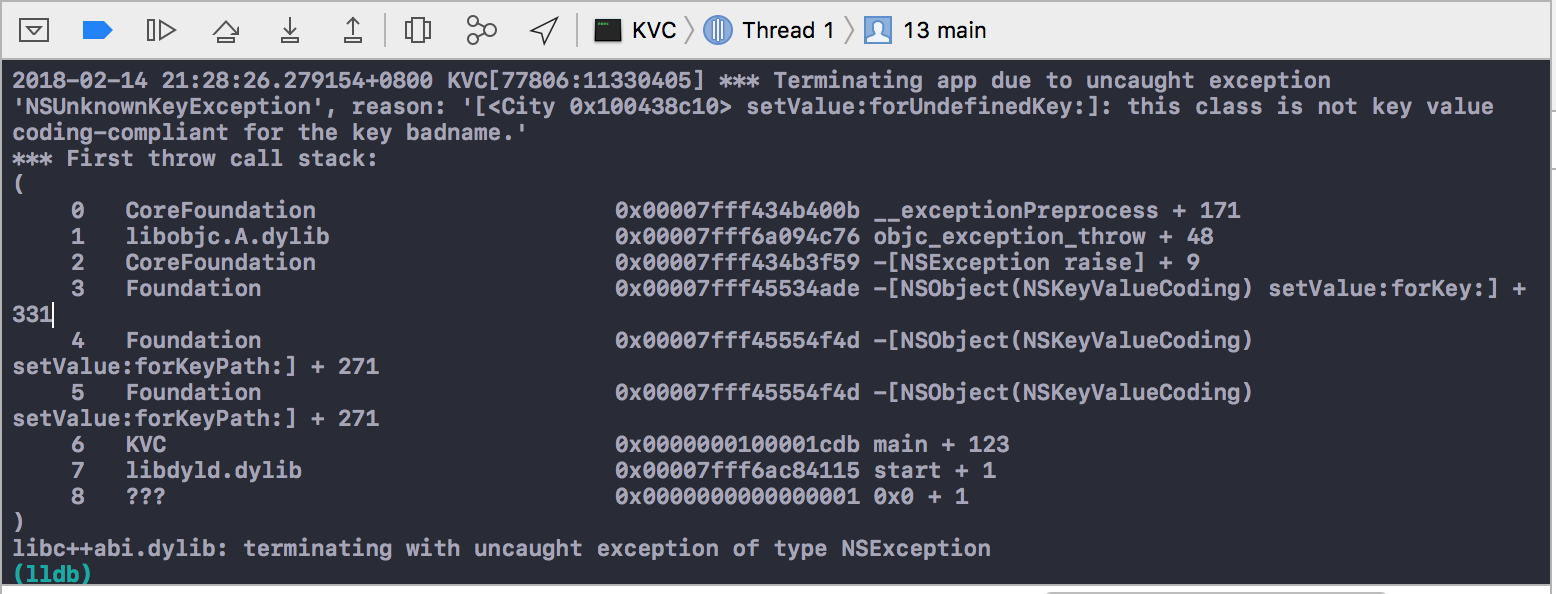 KVC Thread 1 13 main
2018-02-14 21:28:26.279154+0800 KVC[77806:11330405] *** Terminating app due to uncaught exception
'NSUnknownKeyException', reason: '[<City 0x100438c10> setValue:forUndefinedKey:]: this class is not key value
coding-compliant for the key badname.'
*** First throw call stack:
(
0 CoreFoundation 0x00007fff434b400b __exceptionPreprocess + 171
1 libobjc.A.dylib 0x00007fff6a094c76 objc_exception_throw + 48
2 CoreFoundation 0x00007fff434b3f59 -[NSException raise] + 9
3 Foundation 0x00007fff45534ade -[NSObject(NSKeyValueCoding) setValue:forKey:] +
331
4 Foundation 0x00007fff45554f4d -[NSObject(NSKeyValueCoding)
setValue:forKeyPath:] + 271
5 Foundation 0x00007fff45554f4d -[NSObject(NSKeyValueCoding)
setValue:forKeyPath:] + 271
6 KVC 0x0000000100001cdb main + 123
7 libdyld.dylib 0x00007fff6ac84115 start + 1
8 ??? 0x0000000000000001 0x0 + 1
)
libc++abi.dylib: terminating with uncaught exception of type NSException
(lldb)